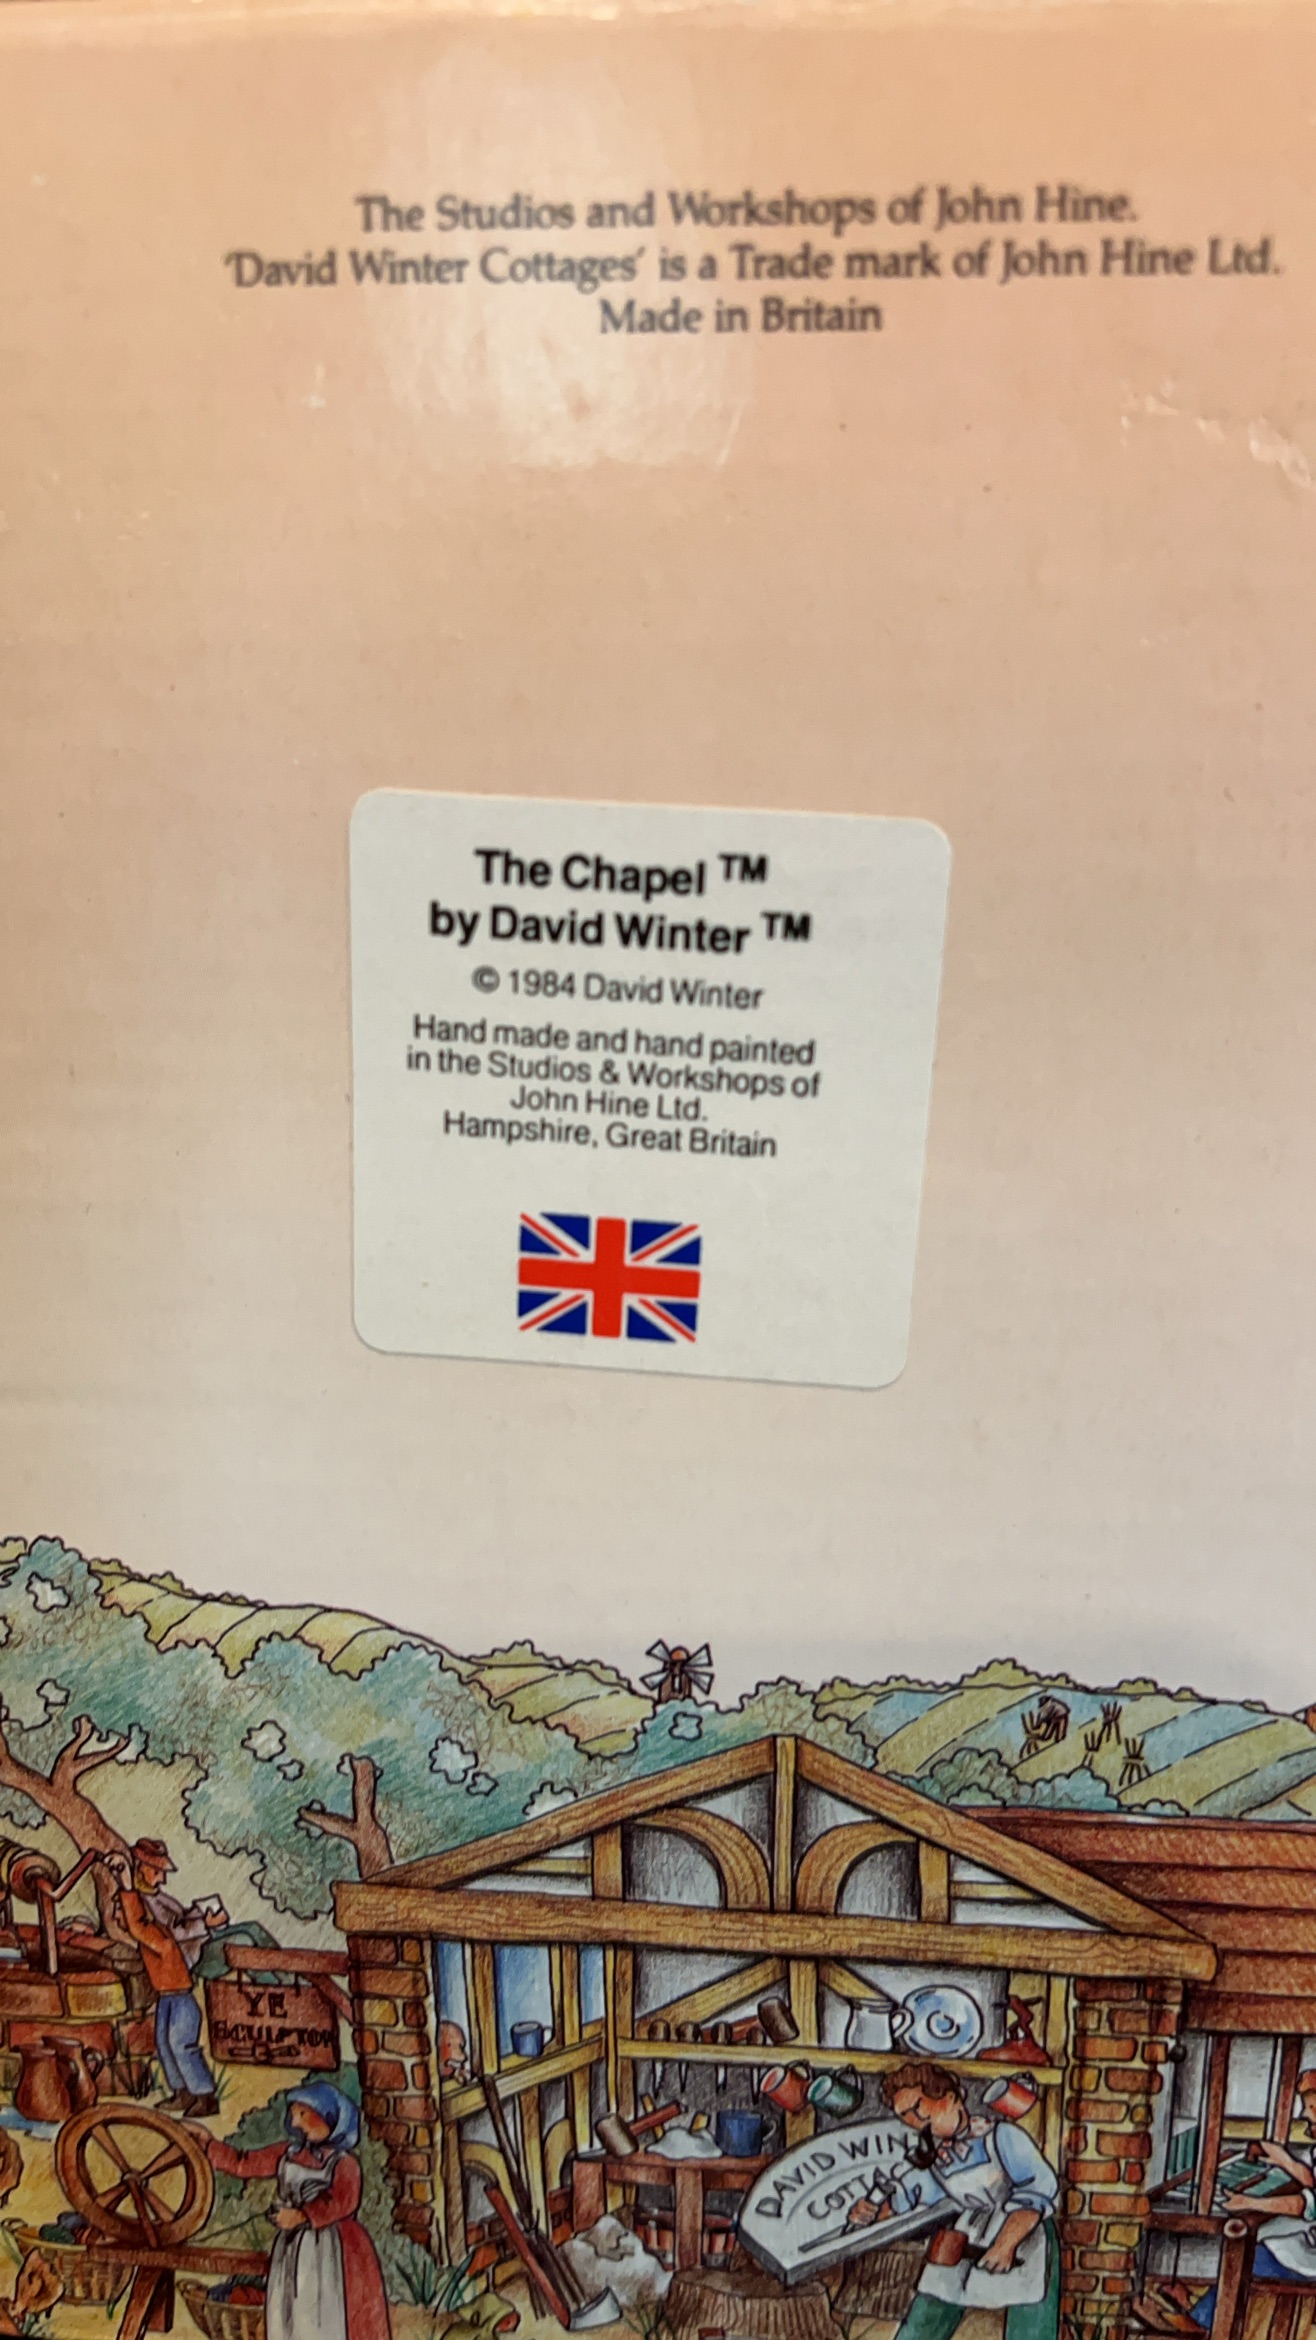 The Studios and Workshops of John Hine.
'David Winter Cottages' is a Trade mark of John Hine Ltd.
Made in Britain
The Chapel ™
by David Winter ™
© 1984 David Winter
Hand made and hand painted
in the Studios & Workshops of
John Hine Ltd.
Hampshire, Great Britain
YE
SCULPTOR
DAVID WIN
COTTAG